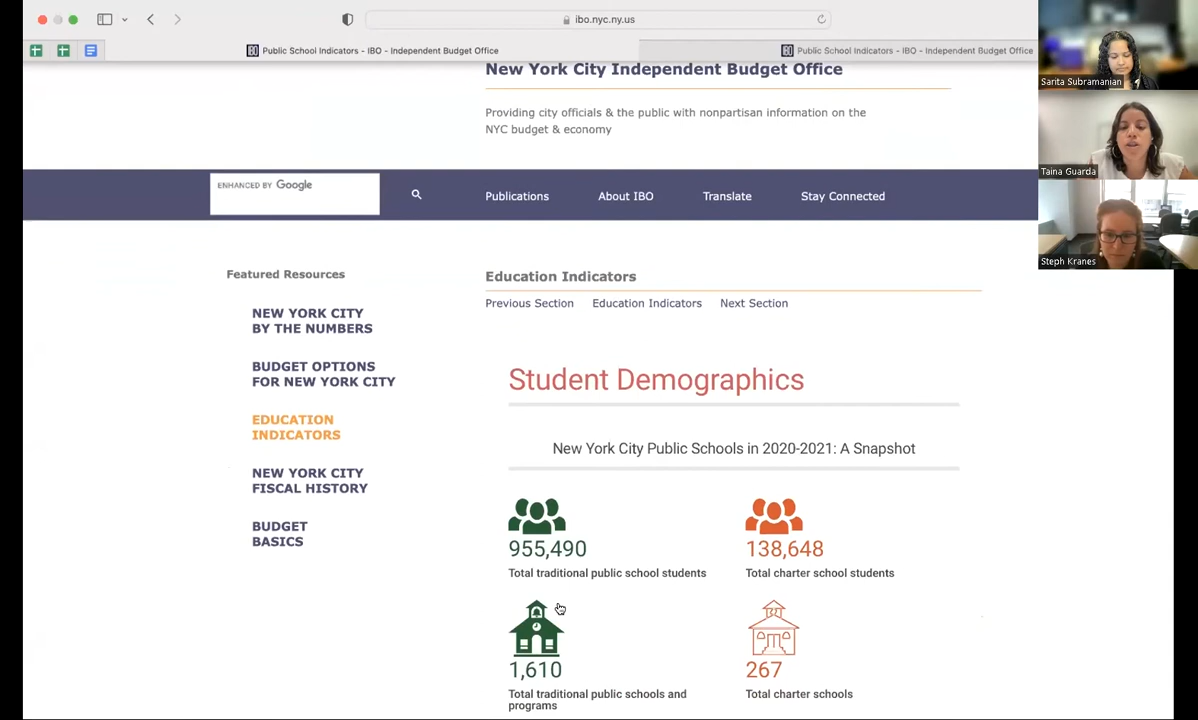 ibo.nyc.ny.us
Public School Indicators - IBO - Independent Budget Office
Public School Indicators - IBO - Independent Budget Office
Sarita Subramanian
Taina Guarda
Steph Kranes
New York City Independent Budget Office
Providing city officials & the public with nonpartisan information on the
NYC budget & economy
ENHANCED BY Google
Publications
About IBO
Translate
Stay Connected
Featured Resources
NEW YORK CITY
BY THE NUMBERS
BUDGET OPTIONS
FOR NEW YORK CITY
EDUCATION
INDICATORS
NEW YORK CITY
FISCAL HISTORY
BUDGET
BASICS
Education Indicators
Previous Section
Education Indicators
Next Section
Student Demographics
New York City Public Schools in 2020-2021: A Snapshot
955,490
Total traditional public school students
138,648
Total charter school students
1,610
Total traditional public schools and
programs
267
Total charter schools